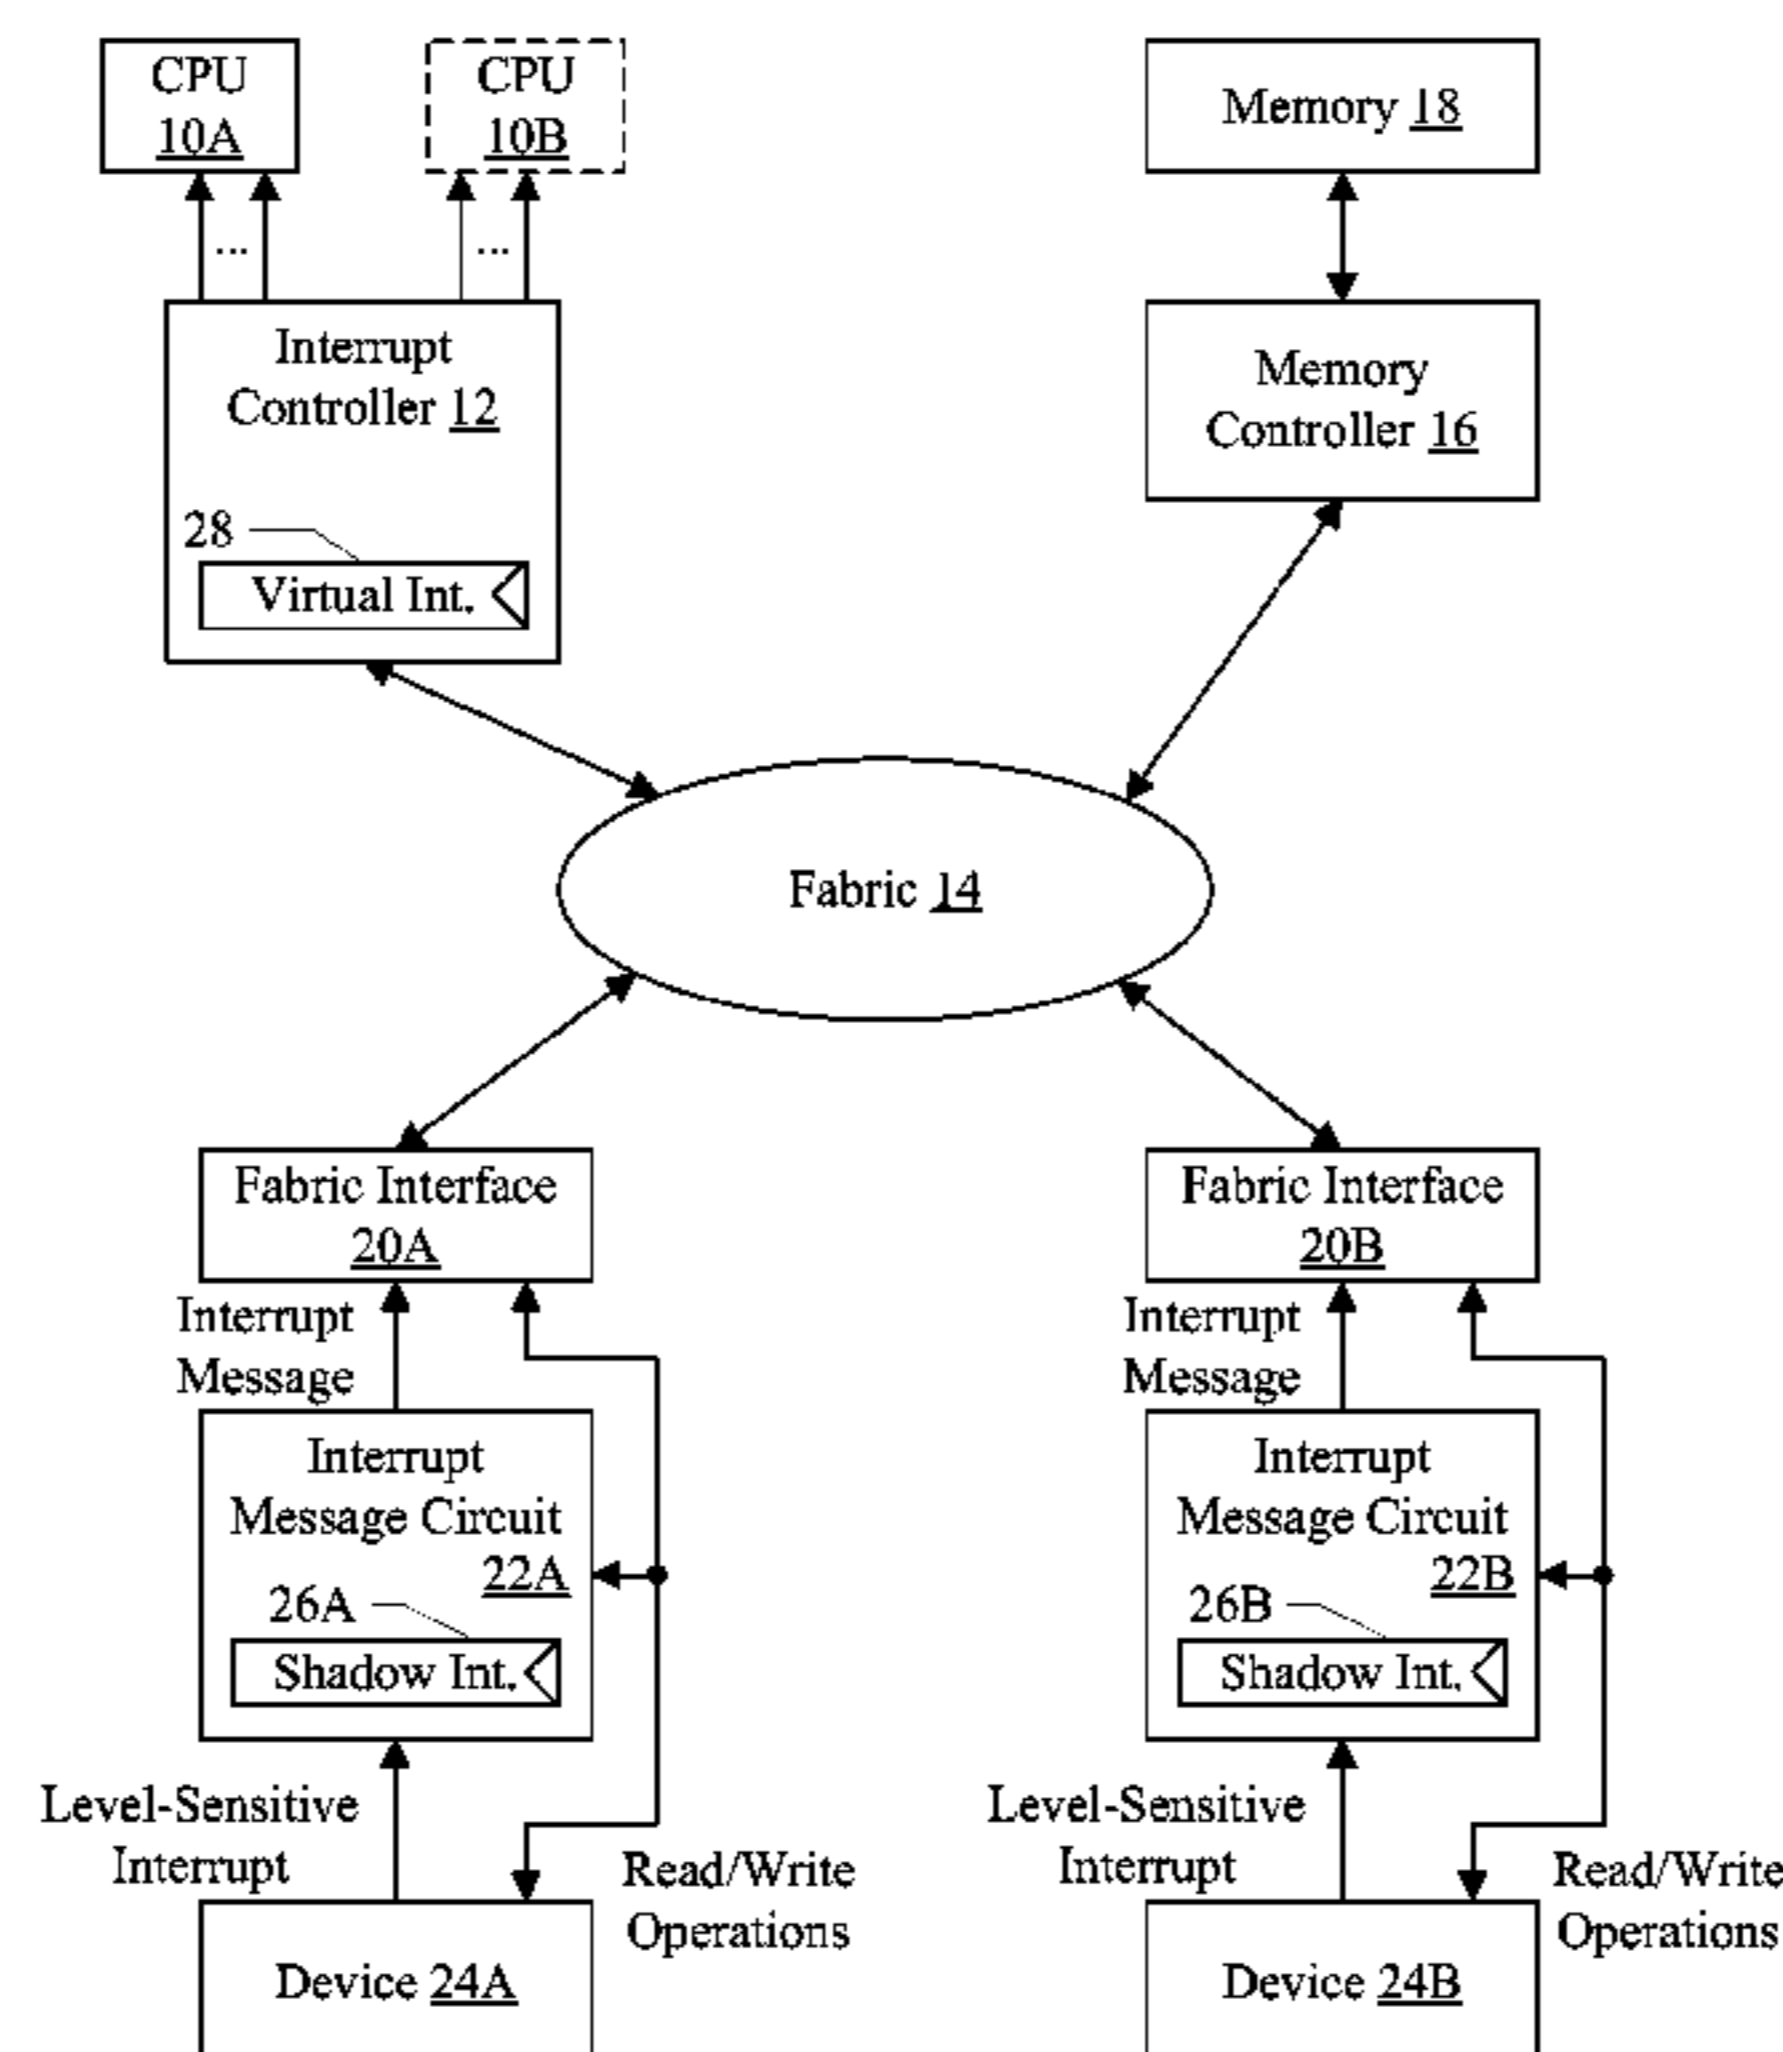 CPU
10A
CPU
10B
Memory 18
...
...
Interrupt
Controller 12
Memory
Controller 16
28
Virtual Int.
Fabric 14
Fabric Interface
20A
Fabric Interface
20B
Interrupt
Message
Interrupt
Message
Interrupt
Message Circuit
22A
26A
Shadow Int.
Interrupt
Message Circuit
22B
26B
Shadow Int.
Level-Sensitive
Interrupt
Read/Write
Operations
Level-Sensitive
Interrupt
Read/Write
Operations
Device 24A
Device 24B